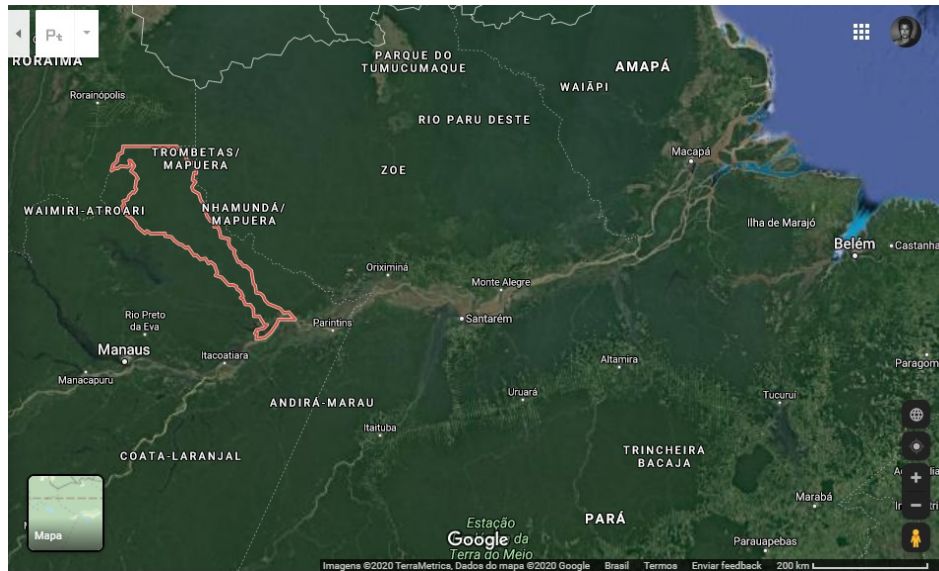 Pt
RORAIMA
Rorainópolis
PARQUE DO
TUMUCUMAQUE
AMAPÁ
WAIÃPI
RIO PARU DESTE
TROMBETAS/
MAPUERA
ZOE
Macapá
WAIMIRI-ATROARI
NHAMUNDÁ/
MAPUERA
Ilha de Marajó
Belém
Castanha
Oriximiná
Monte Alegre
Rio Preto
da Eva
Parintins
Santarém
Manaus
Itacoatiara
Altamira
Paragom
Manacapuru
Uruará
Tucuruí
ANDIRÁ-MARAU
Itaituba
COATA-LARANJAL
TRINCHEIRA
BACAJA
Marabá
Mapa
PARÁ
Estação
Google da
Terra do Meio
Parauapebas
Imagens ©2020 TerraMetrics, Dados do mapa ©2020 Google Brasil Termos Enviar feedback 200 km